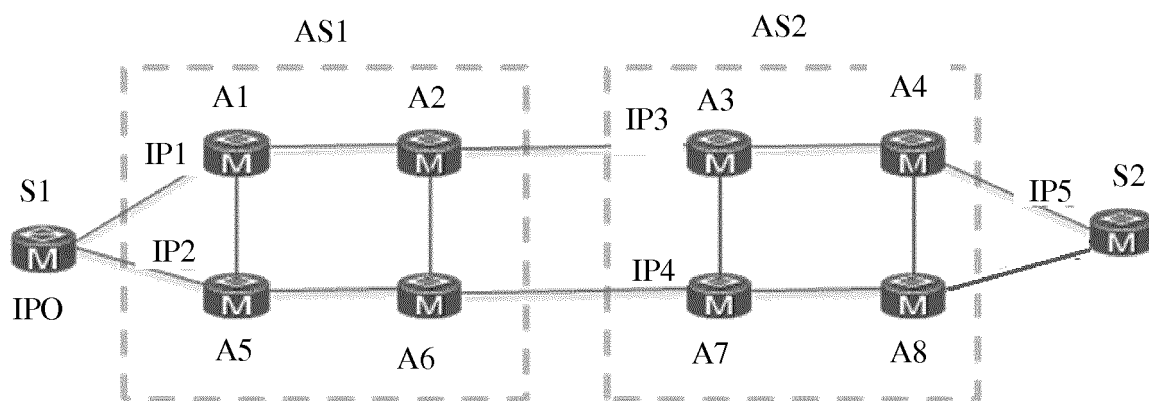 AS1 AS2
A1 A2 A3 A4
IP1 IP3
M M M M
S1 IP5 S2
M IP2 M
IP4
IPO M M M M
A5 A6 A7 A8